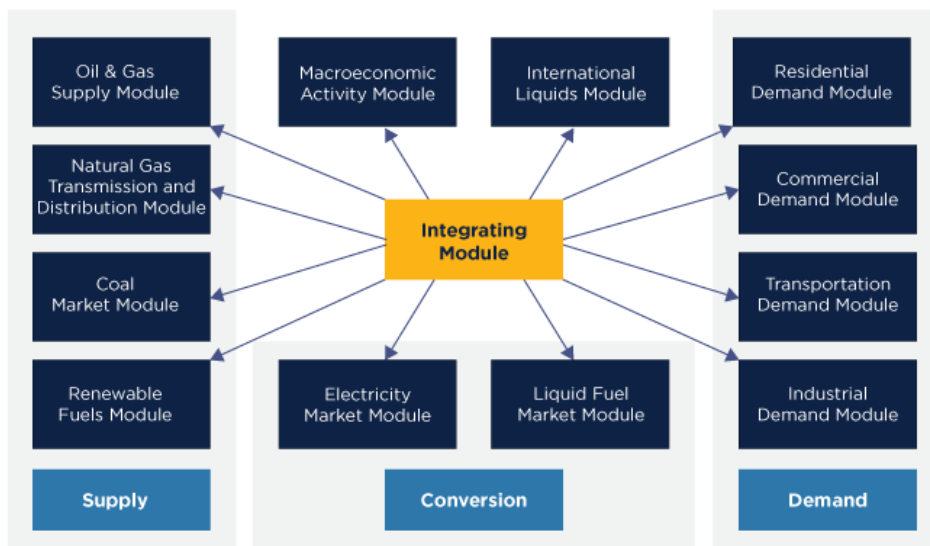 Oil & Gas
Supply Module
Macroeconomic
Activity Module
International
Liquids Module
Residential
Demand Module
Natural Gas
Transmission and
Distribution Module
Commercial
Demand Module
Integrating
Module
Coal
Market Module
Transportation
Demand Module
Renewable
Fuels Module
Electricity
Market Module
Liquid Fuel
Market Module
Industrial
Demand Module
Supply
Conversion
Demand